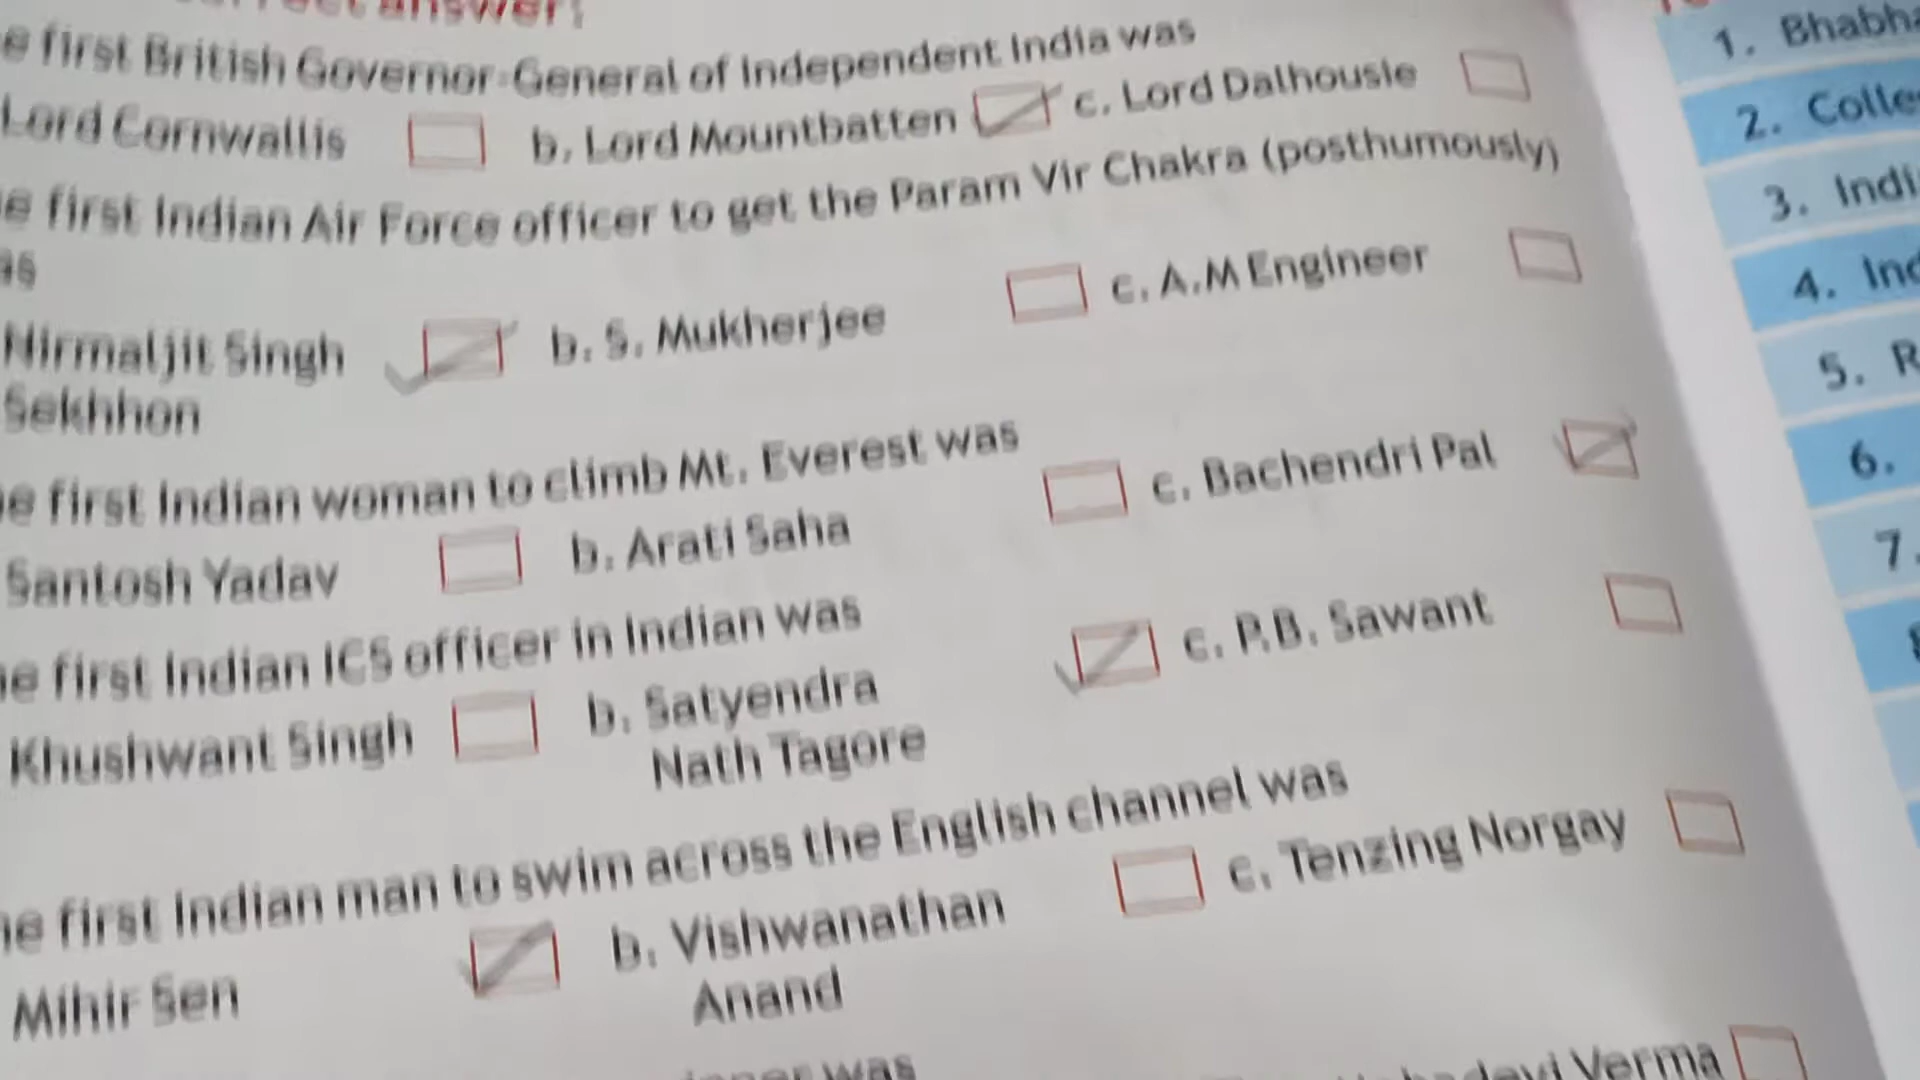 answer
e first British Governor-General of Independent India was
Lord Cornwallis b. Lord Mountbatten c. Lord Dalhousie
e first Indian Air Force officer to get the Param Vir Chakra (posthumously)
as
Nirmaljit Singh b. S. Mukherjee c. A.M Engineer
Sekhhon
e first Indian woman to climb Mt. Everest was
Santosh Yadav b. Arati Saha c. Bachendri Pal
e first Indian ICS officer in Indian was
Khushwant Singh b. Satyendra c. P.B. Sawant
Nath Tagore
he first Indian man to swim across the English channel was
Mihir Sen b. Vishwanathan c. Tenzing Norgay
Anand
was
Verma
1. Bhabha
2. Colle
3. Indi
4. Ind
5. R
6.
7.